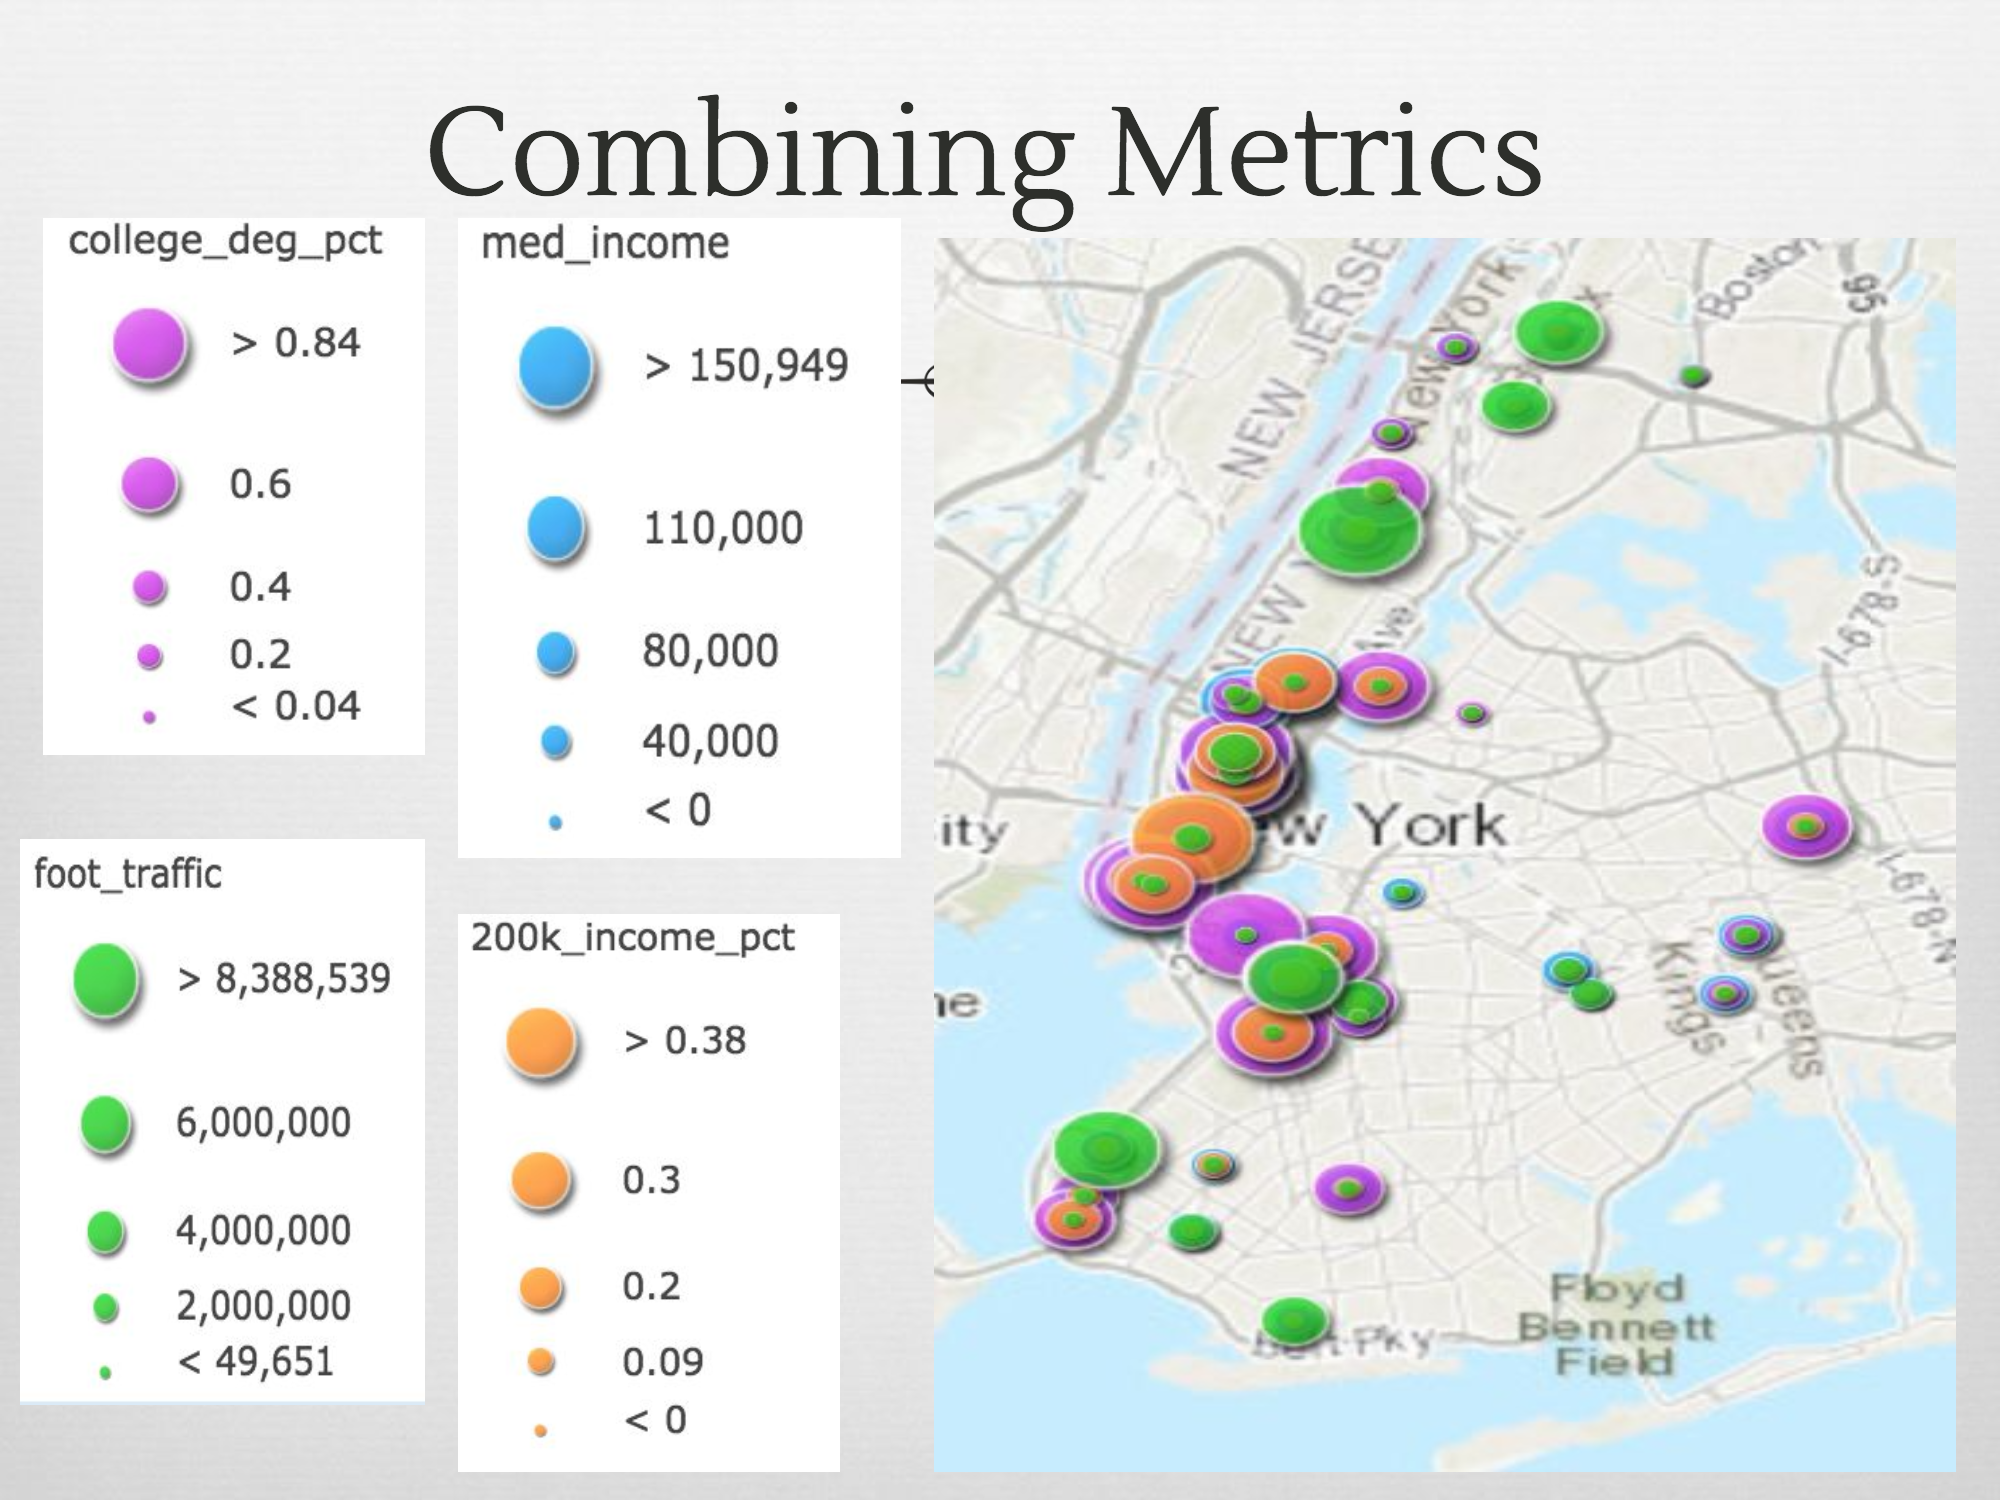 Combining Metrics
college_deg_pct
> 0.84
0.6
0.4
0.2
< 0.04
med_income
> 150,949
110,000
80,000
40,000
< 0
foot_traffic
> 8,388,539
6,000,000
4,000,000
2,000,000
< 49,651
200k_income_pct
> 0.38
0.3
0.2
0.09
< 0
NEW JERSE
New York
Boston
95
NEW
Ave
I-678-S
ew York
ity
I-678-N
Kings
ueens
ne
Pky
Floyd
Bennett
Field